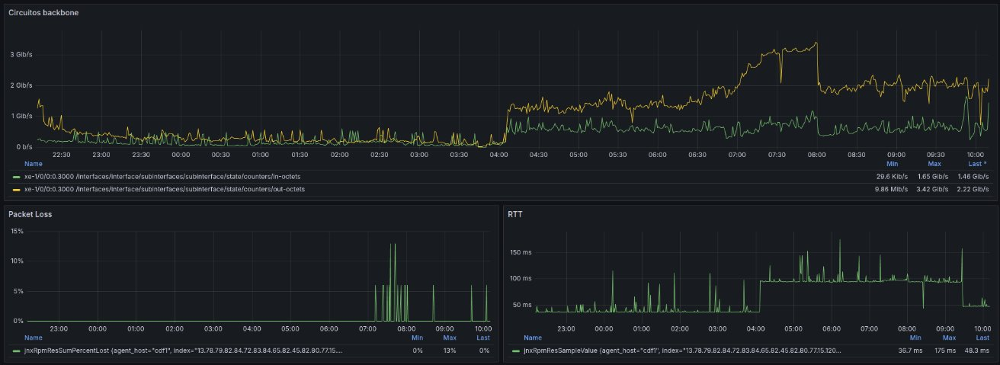 Circuitos backbone
3 Gib/s
2 Gib/s
1 Gib/s
0 b/s
22:30 23:00 23:30 00:00 00:30 01:00 01:30 02:00 02:30 03:00 03:30 04:00 04:30 05:00 05:30 06:00 06:30 07:00 07:30 08:00 08:30 09:00 09:30 10:00
Name Min Max Last *
xe-1/0/0:0.3000 /interfaces/interface/subinterfaces/subinterface/state/counters/in-octets 29.6 Kib/s 1.65 Gib/s 1.46 Gib/s
xe-1/0/0:0.3000 /interfaces/interface/subinterfaces/subinterface/state/counters/out-octets 9.86 Mib/s 3.42 Gib/s 2.22 Gib/s
Packet Loss
15%
10%
5%
0%
23:00 00:00 01:00 02:00 03:00 04:00 05:00 06:00 07:00 08:00 09:00 10:00
Name Min Max Last
jnxRpmResSumPercentLost {agent_host="cdf1", index="13.78.79.82.84.72.83.84.65.82.45.82.80.77.15.... 0% 13% 0%
RTT
150 ms
100 ms
50 ms
23:00 00:00 01:00 02:00 03:00 04:00 05:00 06:00 07:00 08:00 09:00 10:00
Name Min Max Last
jnxRpmResSampleValue {agent_host="cdf1", index="13.78.79.82.84.72.83.84.65.82.45.82.80.77.15.120... 36.7 ms 175 ms 48.3 ms